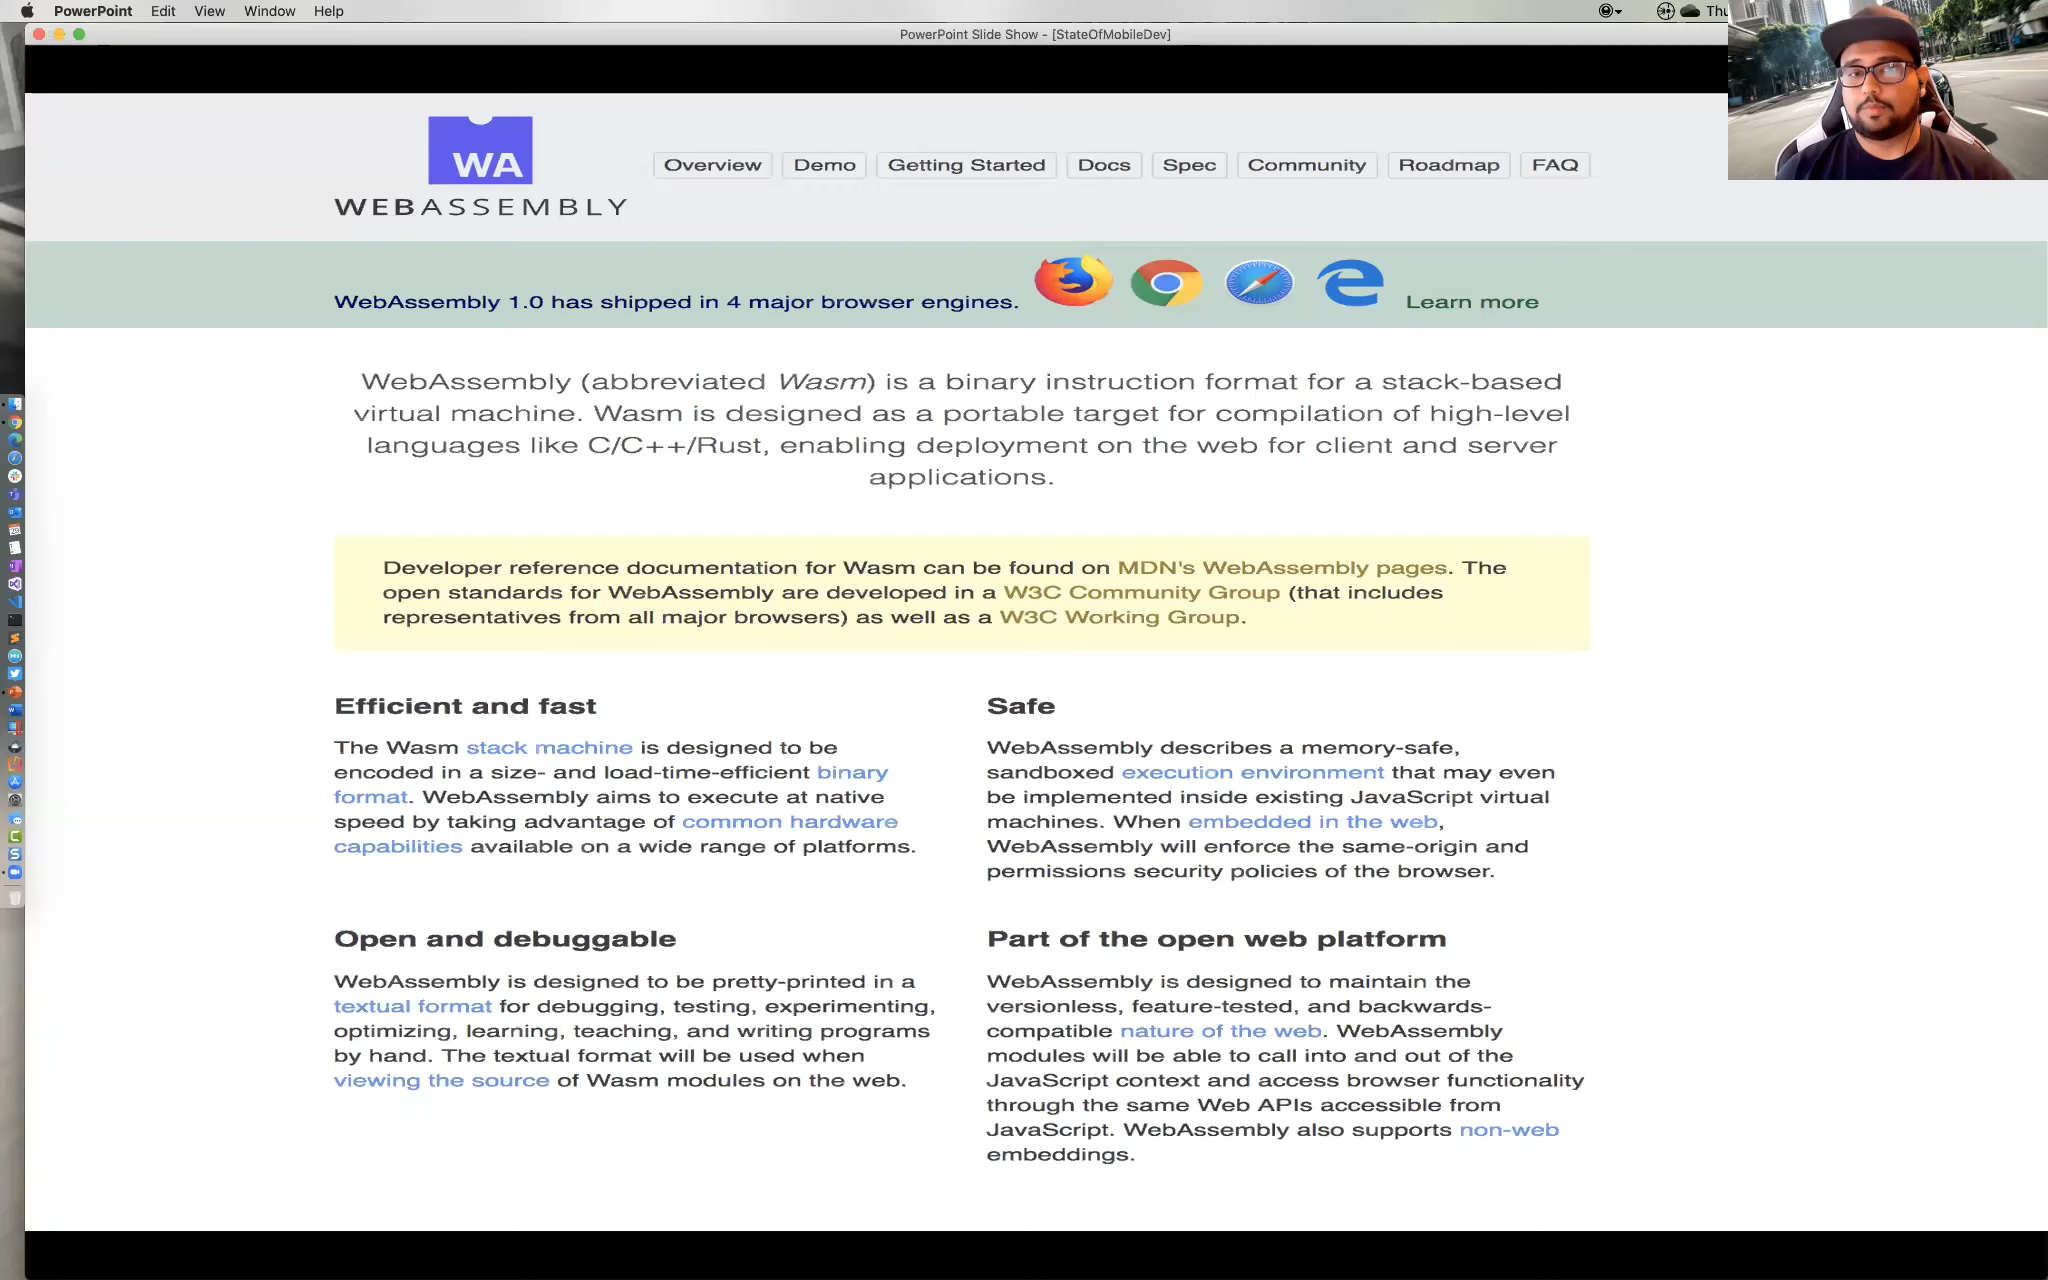 PowerPoint Edit View Window Help
Thu
PowerPoint Slide Show - [StateOfMobileDev]
WA
WEBASSEMBLY
Overview Demo Getting Started Docs Spec Community Roadmap FAQ
WebAssembly 1.0 has shipped in 4 major browser engines. Learn more
WebAssembly (abbreviated Wasm) is a binary instruction format for a stack-based
virtual machine. Wasm is designed as a portable target for compilation of high-level
languages like C/C++/Rust, enabling deployment on the web for client and server
applications.
Developer reference documentation for Wasm can be found on MDN's WebAssembly pages. The
open standards for WebAssembly are developed in a W3C Community Group (that includes
representatives from all major browsers) as well as a W3C Working Group.
Efficient and fast
The Wasm stack machine is designed to be
encoded in a size- and load-time-efficient binary
format. WebAssembly aims to execute at native
speed by taking advantage of common hardware
capabilities available on a wide range of platforms.
Safe
WebAssembly describes a memory-safe,
sandboxed execution environment that may even
be implemented inside existing JavaScript virtual
machines. When embedded in the web,
WebAssembly will enforce the same-origin and
permissions security policies of the browser.
Open and debuggable
WebAssembly is designed to be pretty-printed in a
textual format for debugging, testing, experimenting,
optimizing, learning, teaching, and writing programs
by hand. The textual format will be used when
viewing the source of Wasm modules on the web.
Part of the open web platform
WebAssembly is designed to maintain the
versionless, feature-tested, and backwards-
compatible nature of the web. WebAssembly
modules will be able to call into and out of the
JavaScript context and access browser functionality
through the same Web APIs accessible from
JavaScript. WebAssembly also supports non-web
embeddings.